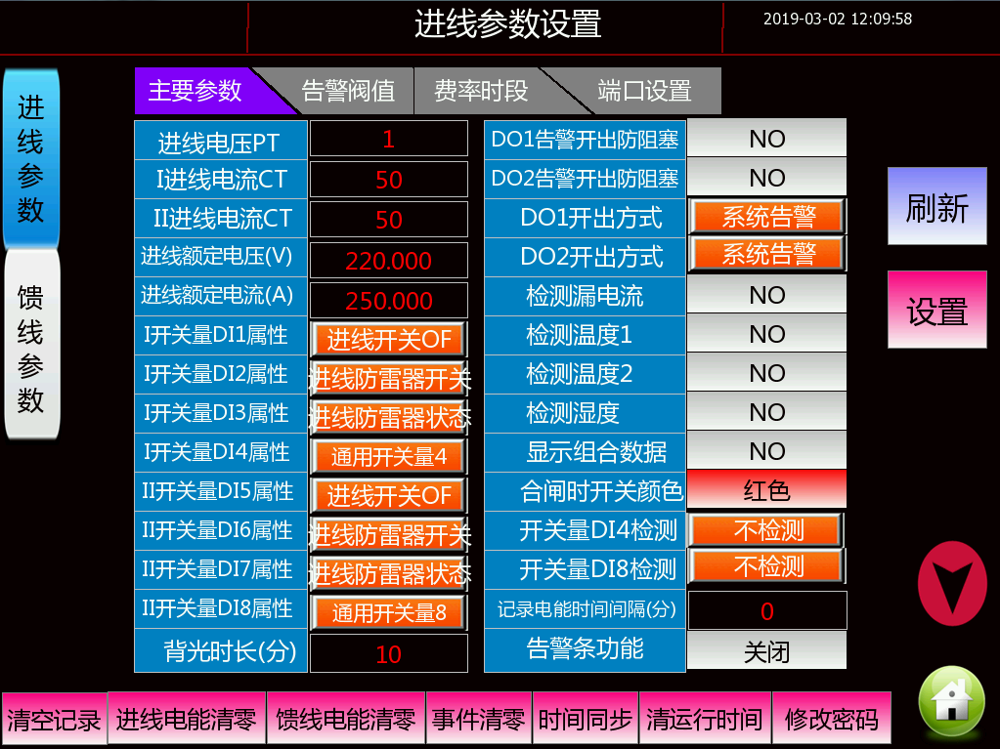 进线参数设置
2019-03-02 12:09:58
进线参数
馈线参数
主要参数 告警阀值 费率时段 端口设置
进线电压PT 1
I进线电流CT 50
II进线电流CT 50
进线额定电压(V) 220.000
进线额定电流(A) 250.000
I开关量DI1属性 进线开关OF
I开关量DI2属性 进线防雷器开关
I开关量DI3属性 进线防雷器状态
I开关量DI4属性 通用开关量4
II开关量DI5属性 进线开关OF
II开关量DI6属性 进线防雷器开关
II开关量DI7属性 进线防雷器状态
II开关量DI8属性 通用开关量8
背光时长(分) 10
DO1告警开出防阻塞 NO
DO2告警开出防阻塞 NO
DO1开出方式 系统告警
DO2开出方式 系统告警
检测漏电流 NO
检测温度1 NO
检测温度2 NO
检测湿度 NO
显示组合数据 NO
合闸时开关颜色 红色
开关量DI4检测 不检测
开关量DI8检测 不检测
记录电能时间间隔(分) 0
告警条功能 关闭
刷新
设置
清空记录 进线电能清零 馈线电能清零 事件清零 时间同步 清运行时间 修改密码